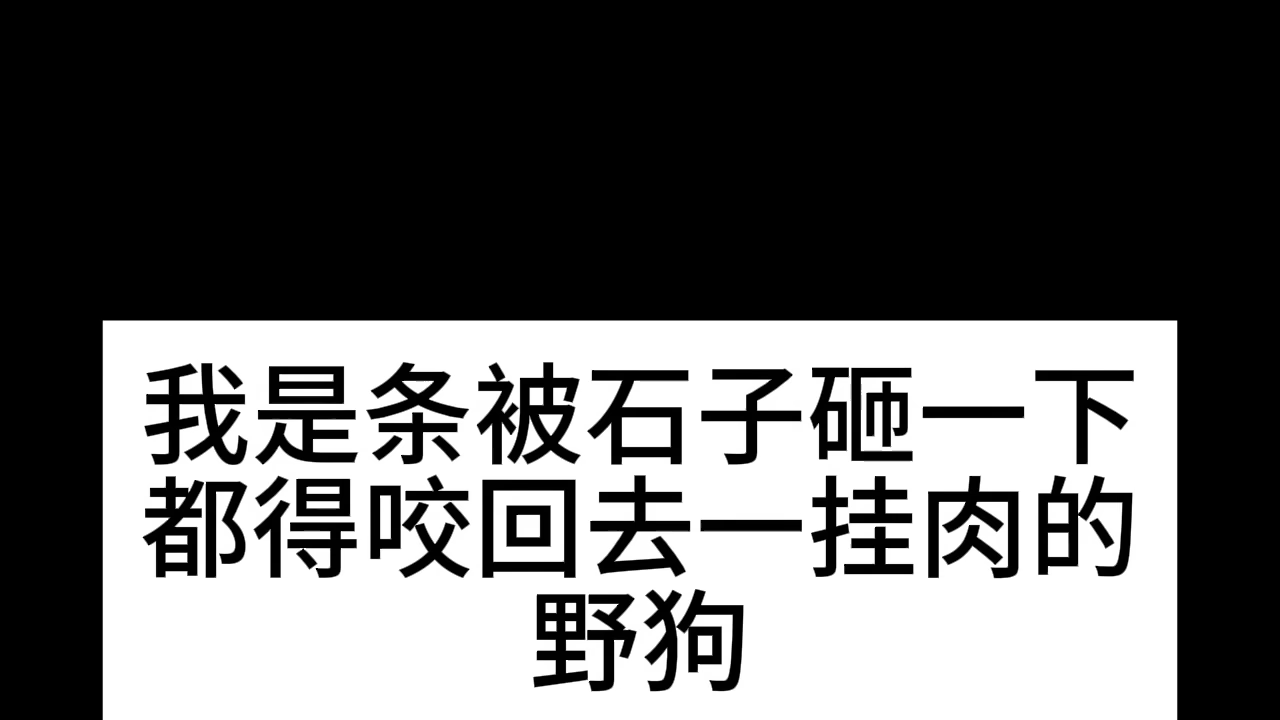 我是条被石子砸一下
都得咬回去一挂肉的
野狗